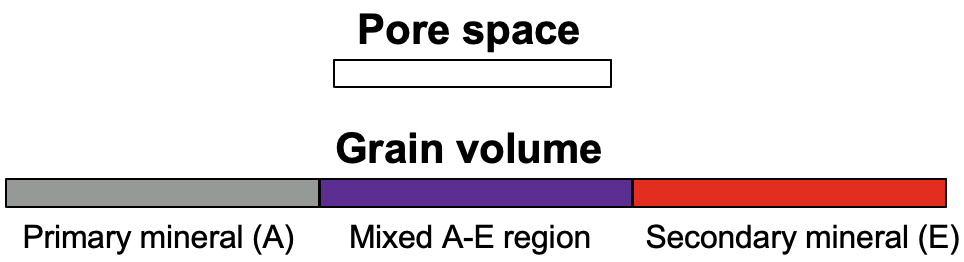 Pore space
Grain volume
Primary mineral (A)
Mixed A-E region
Secondary mineral (E)